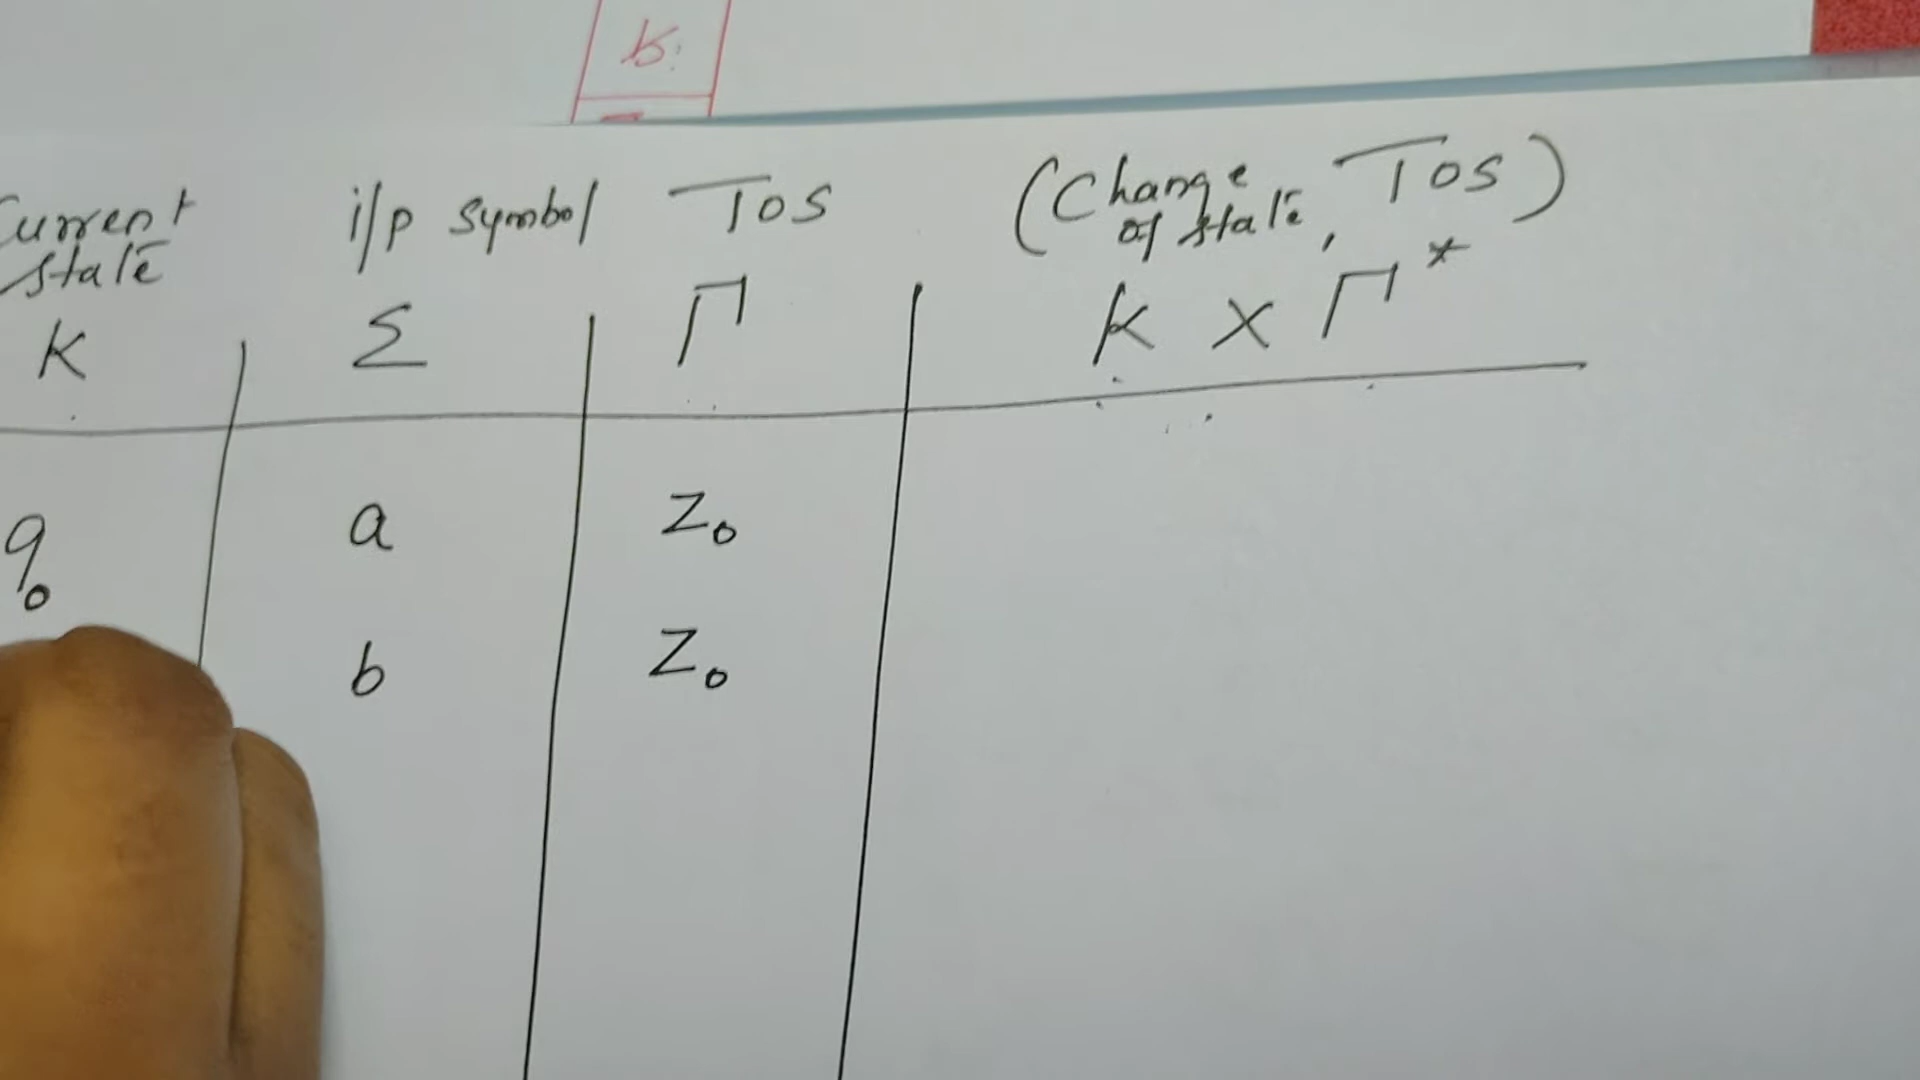 b
Current state
i/p symbol
TOS
(Change of state, TOS)
K
Σ
Γ
K x Γ*
q₀
a
Z₀
b
Z₀